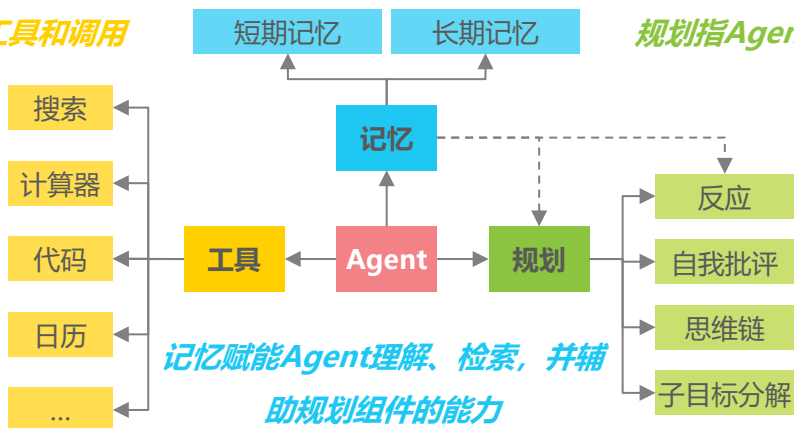 工具和调用
短期记忆
长期记忆
规划指Agen
搜索
记忆
计算器
反应
代码
工具
Agent
规划
自我批评
日历
思维链
记忆赋能Agent理解、检索，并辅
助规划组件的能力
子目标分解
...